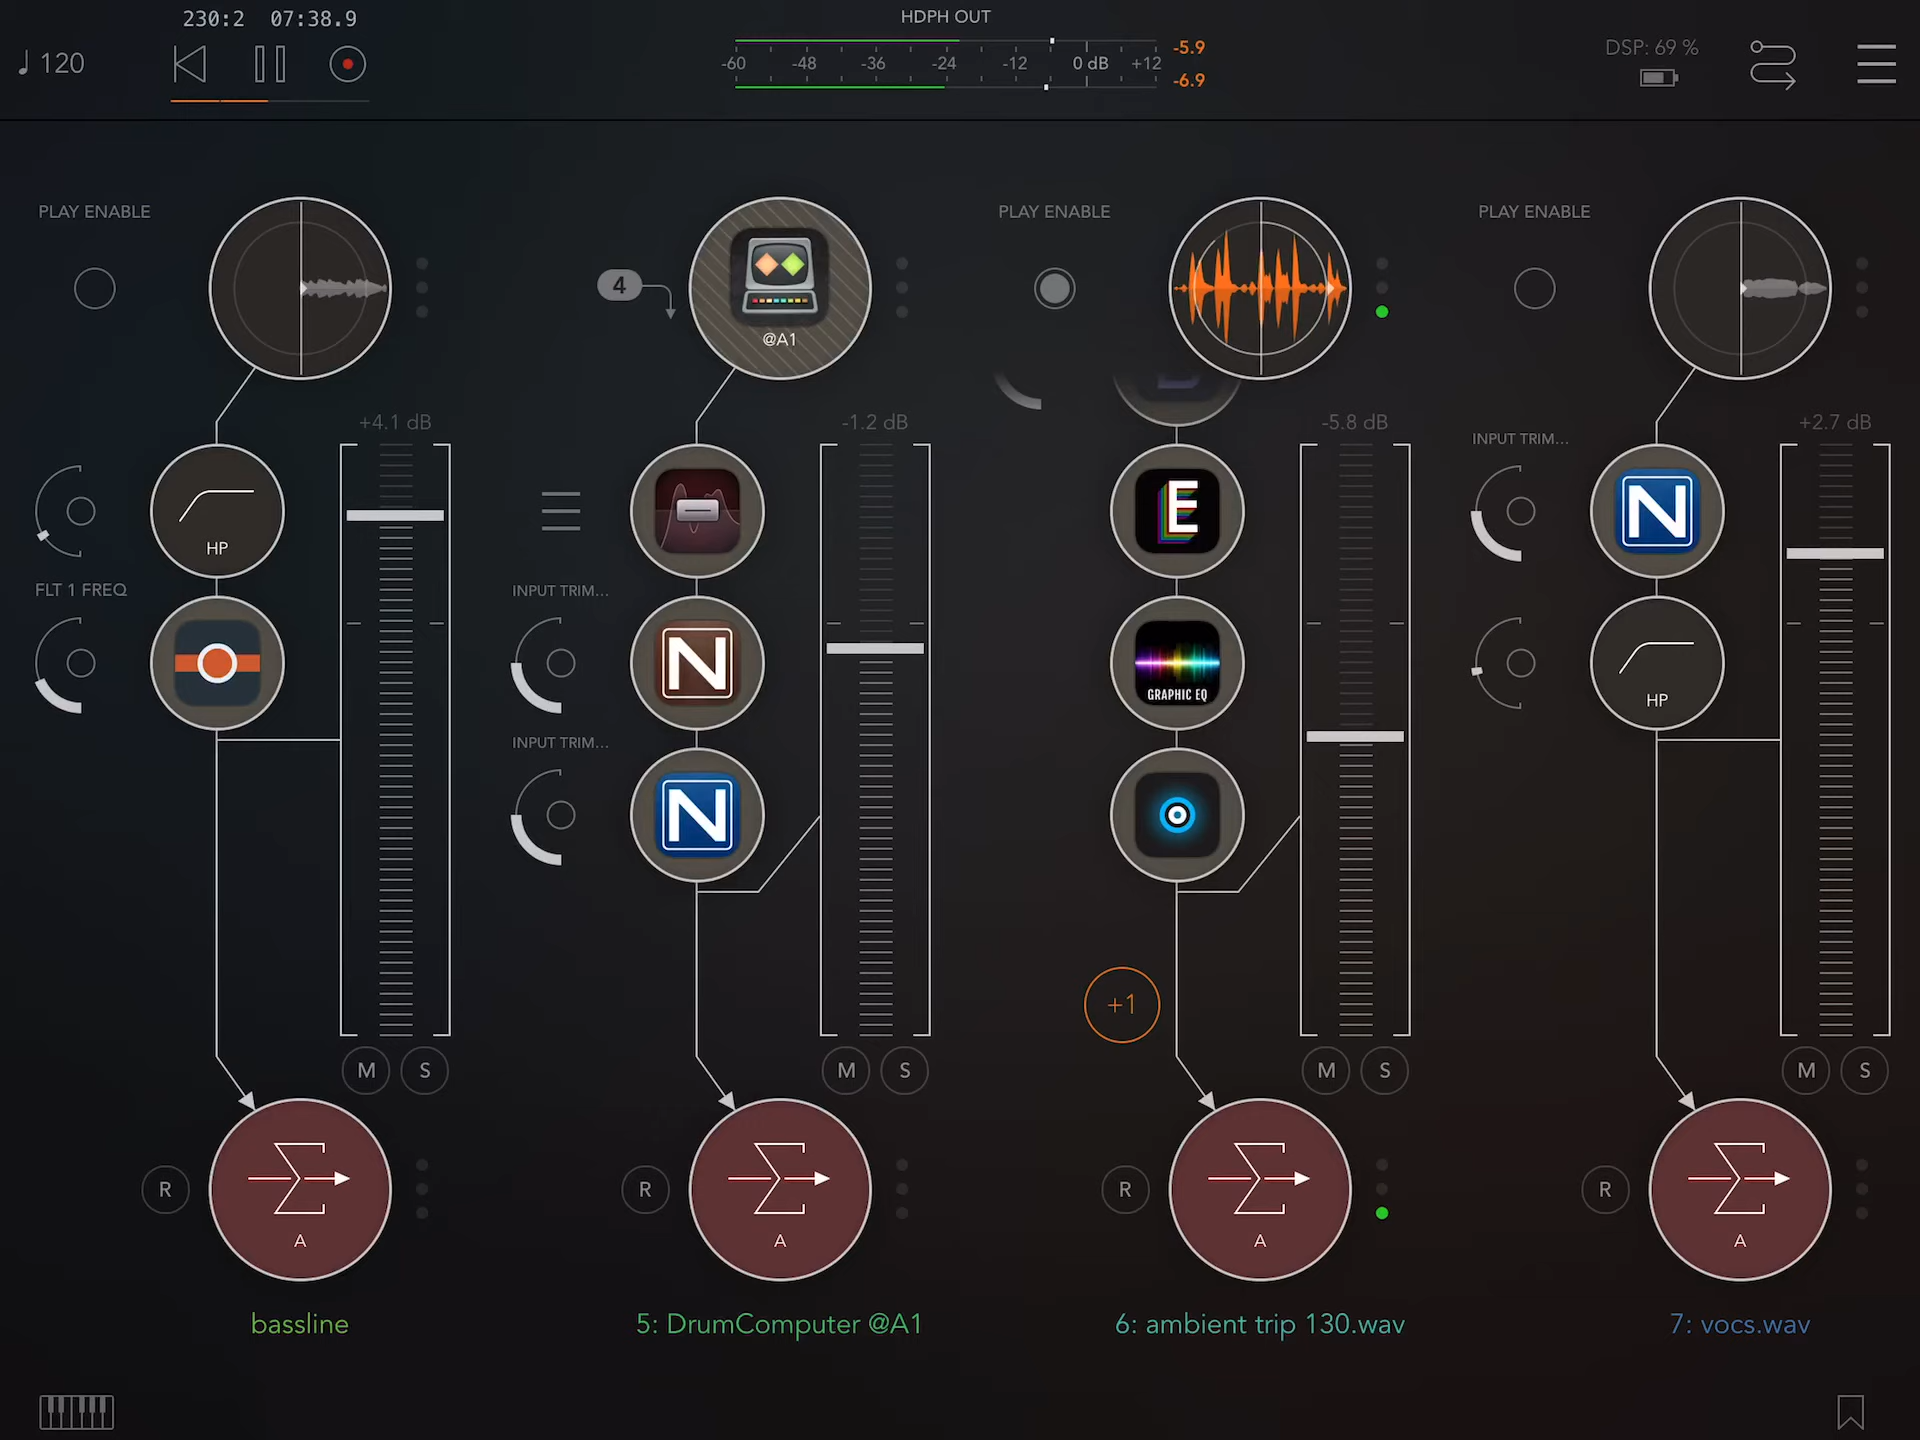 230:2 07:38.9
HDPH OUT
120
-60 -48 -36 -24 -12 0 dB +12
-5.9
-6.9
DSP: 69 %
PLAY ENABLE
4
@A1
PLAY ENABLE
PLAY ENABLE
+4.1 dB
-1.2 dB
-5.8 dB
+2.7 dB
INPUT TRIM...
HP
E
N
FLT 1 FREQ
INPUT TRIM...
N
GRAPHIC EQ
HP
INPUT TRIM...
N
+1
M S
M S
M S
M S
R
A
R
A
R
A
R
A
bassline
5: DrumComputer @A1
6: ambient trip 130.wav
7: vocs.wav